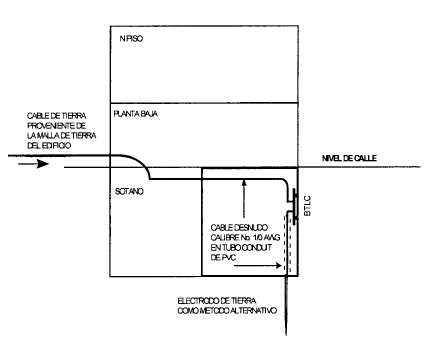 N PISO
CABLE DE TIERRA
PROVENIENTE DE
LA MALLA DE TIERRA
DEL EDIFICIO
PLANTA BAJA
NIVEL DE CALLE
SOTANO
BTLC
CABLE DESNUDO
CALIBRE No. 1/0 AWG
EN TUBO CONDUIT
DE PVC
ELECTRODO DE TIERRA
COMO METODO ALTERNATIVO